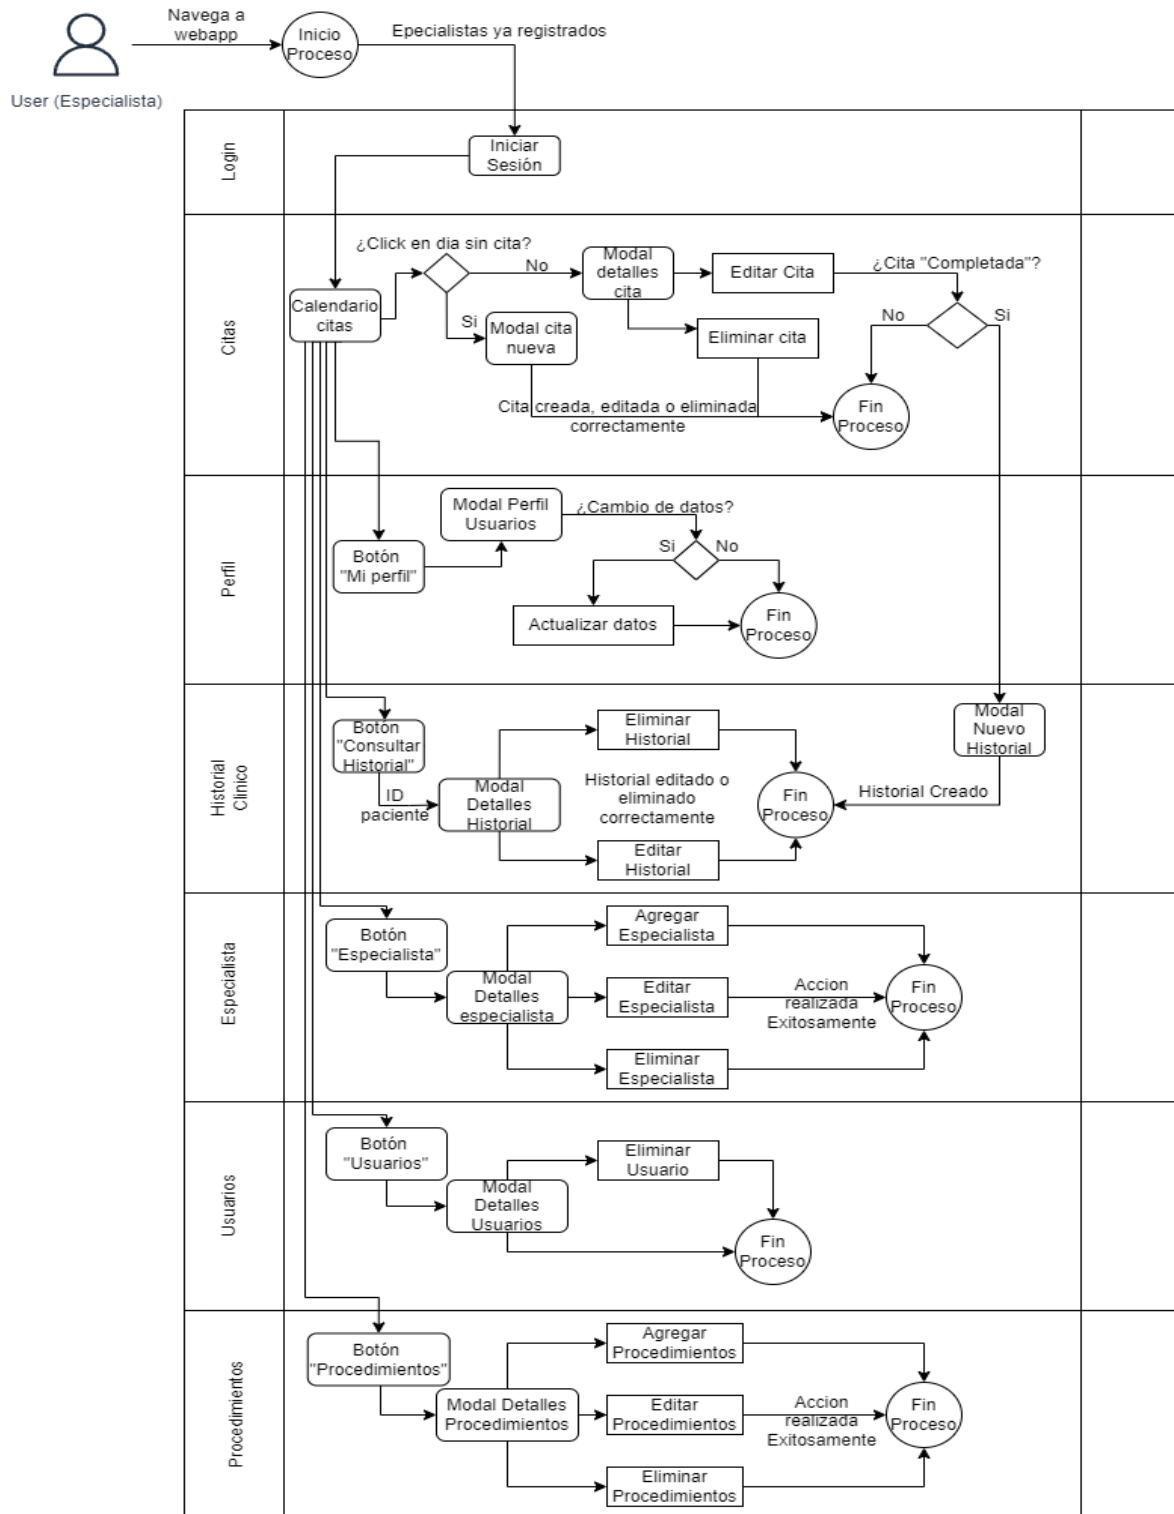 Navega a
webapp
Inicio
Proceso
Epecialistas ya registrados
User (Especialista)
Login
Iniciar
Sesión
Citas
¿Click en dia sin cita?
No
Si
Calendario
citas
Modal
detalles
cita
Editar Cita
¿Cita "Completada"?
No
Si
Modal cita
nueva
Eliminar cita
Cita creada, editada o eliminada
correctamente
Fin
Proceso
Perfil
Modal Perfil
Usuarios
¿Cambio de datos?
Si
No
Botón
"Mi perfil"
Actualizar datos
Fin
Proceso
Historial
Clinico
Botón
"Consultar
Historial"
ID
paciente
Modal
Detalles
Historial
Eliminar
Historial
Historial editado o
eliminado
correctamente
Editar
Historial
Fin
Proceso
Historial Creado
Modal
Nuevo
Historial
Especialista
Botón
"Especialista"
Modal
Detalles
especialista
Agregar
Especialista
Editar
Especialista
Eliminar
Especialista
Accion
realizada
Exitosamente
Fin
Proceso
Usuarios
Botón
"Usuarios"
Modal
Detalles
Usuarios
Eliminar
Usuario
Fin
Proceso
Procedimientos
Botón
"Procedimientos"
Modal Detalles
Procedimientos
Agregar
Procedimientos
Editar
Procedimientos
Eliminar
Procedimientos
Accion
realizada
Exitosamente
Fin
Proceso